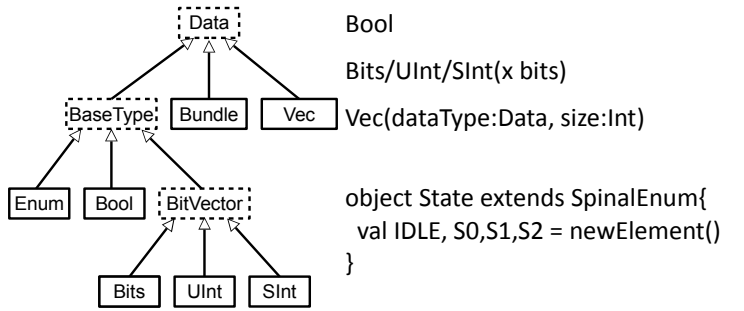 Data
BaseType
Bundle
Vec
Enum
Bool
BitVector
Bits
UInt
SInt
Bool
Bits/UInt/SInt(x bits)
Vec(dataType:Data, size:Int)
object State extends SpinalEnum{
val IDLE, S0,S1,S2 = newElement()
}